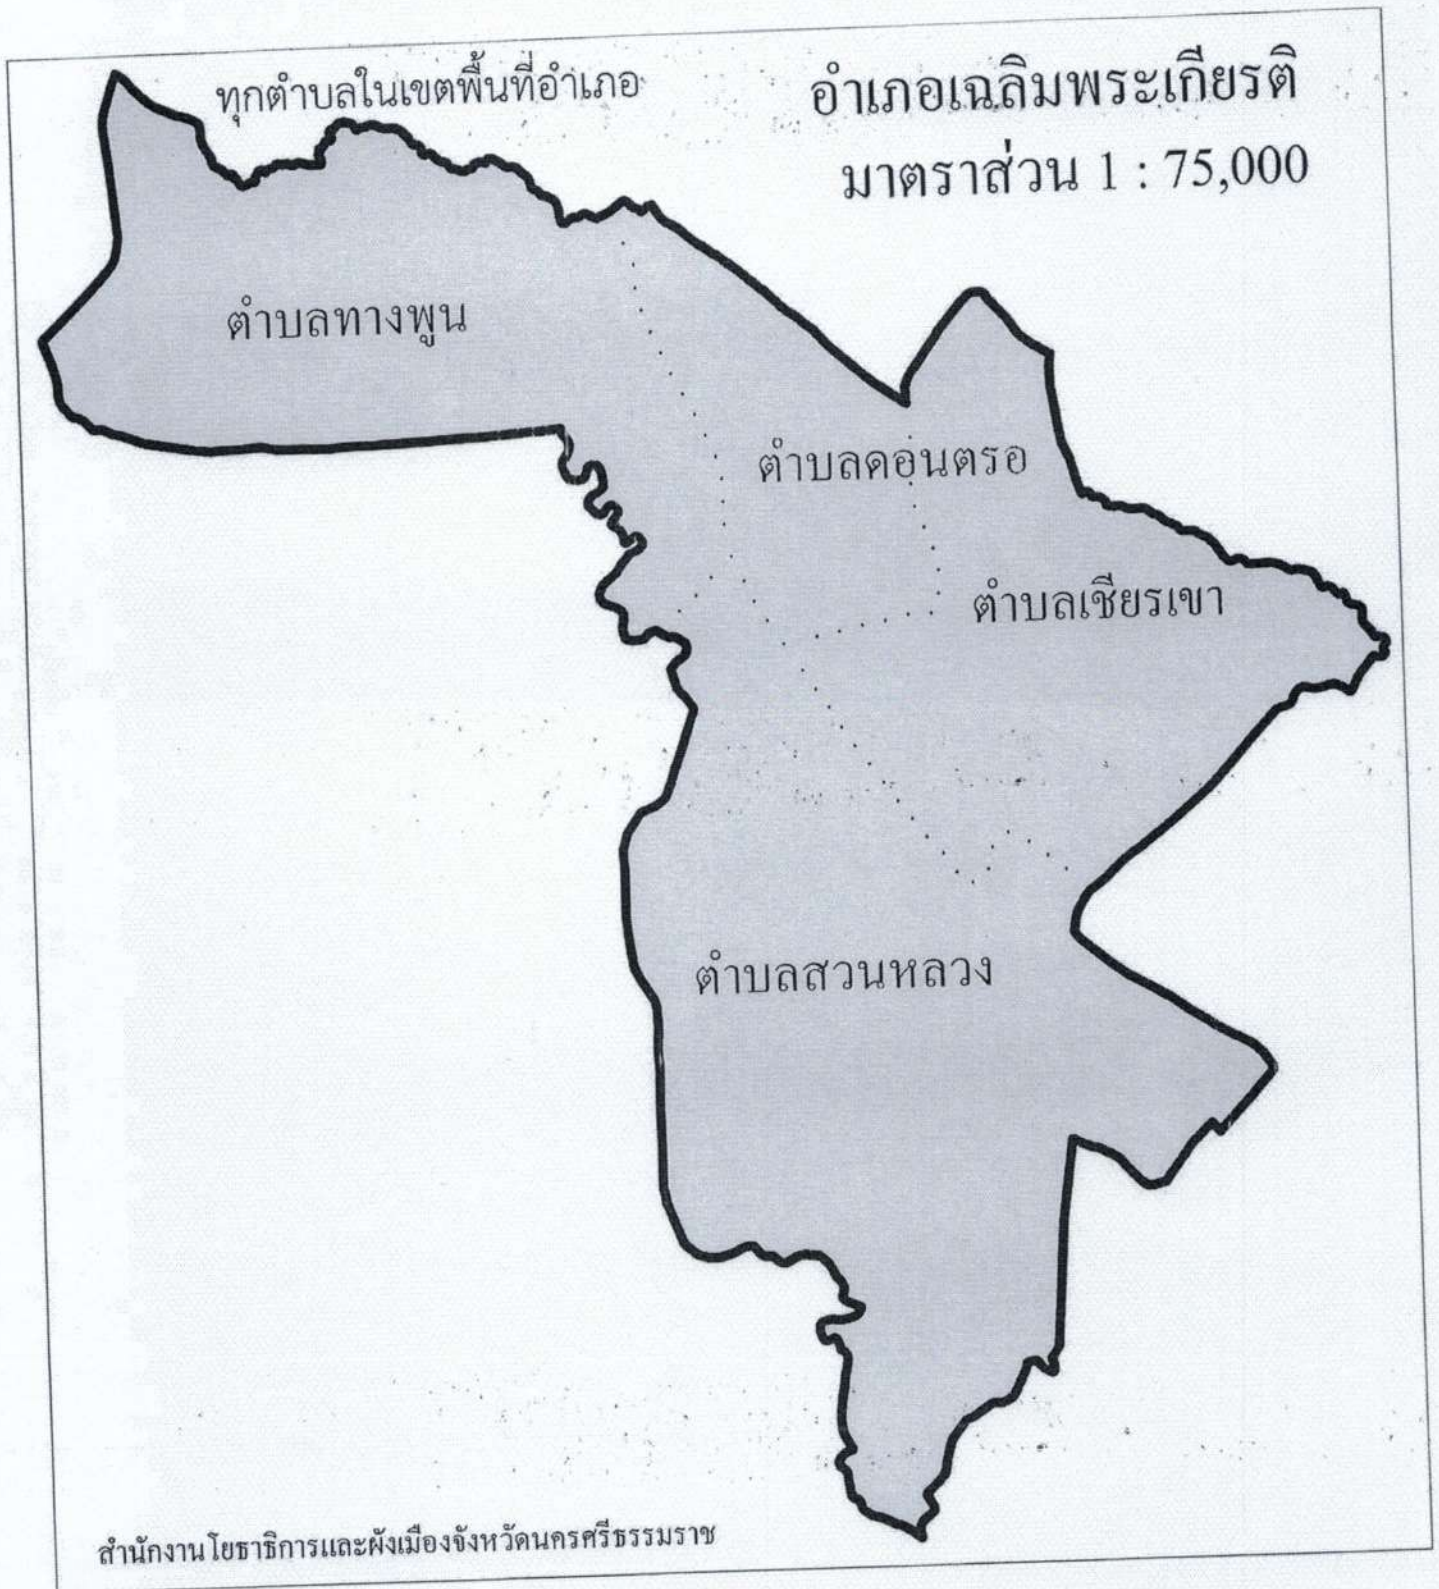 ทุกตำบลในเขตพื้นที่อำเภอ
อำเภอเฉลิมพระเกียรติ
มาตราส่วน 1 : 75,000
ตำบลทางพูน
ตำบลดอนตรอ
ตำบลเชียรเขา
ตำบลสวนหลวง
สำนักงานโยธาธิการและผังเมืองจังหวัดนครศรีธรรมราช